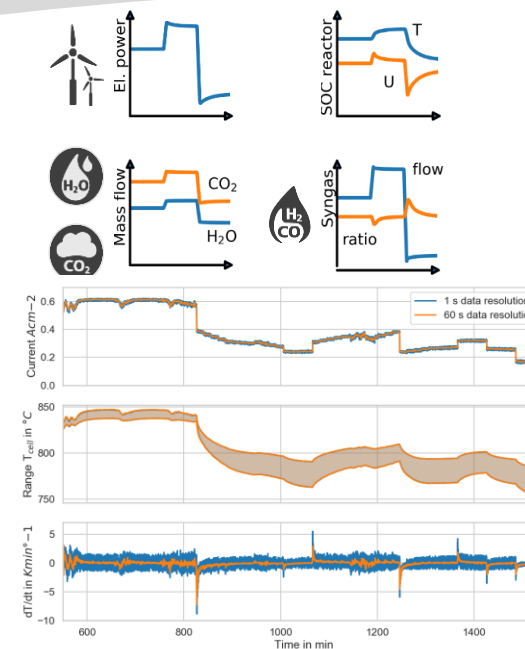 El. power
SOC reactor
T
U
H₂O
CO₂
Mass flow
CO₂
H₂O
H₂
CO
Syngas
flow
ratio
Current Acm−2
0.6
0.4
0.2
0.0
1 s data resolution
60 s data resolutio
Range T_cell in °C
850
800
750
dT/dt in Kmin°−1
5
0
−5
−10
600 800 1000 1200 1400
Time in min